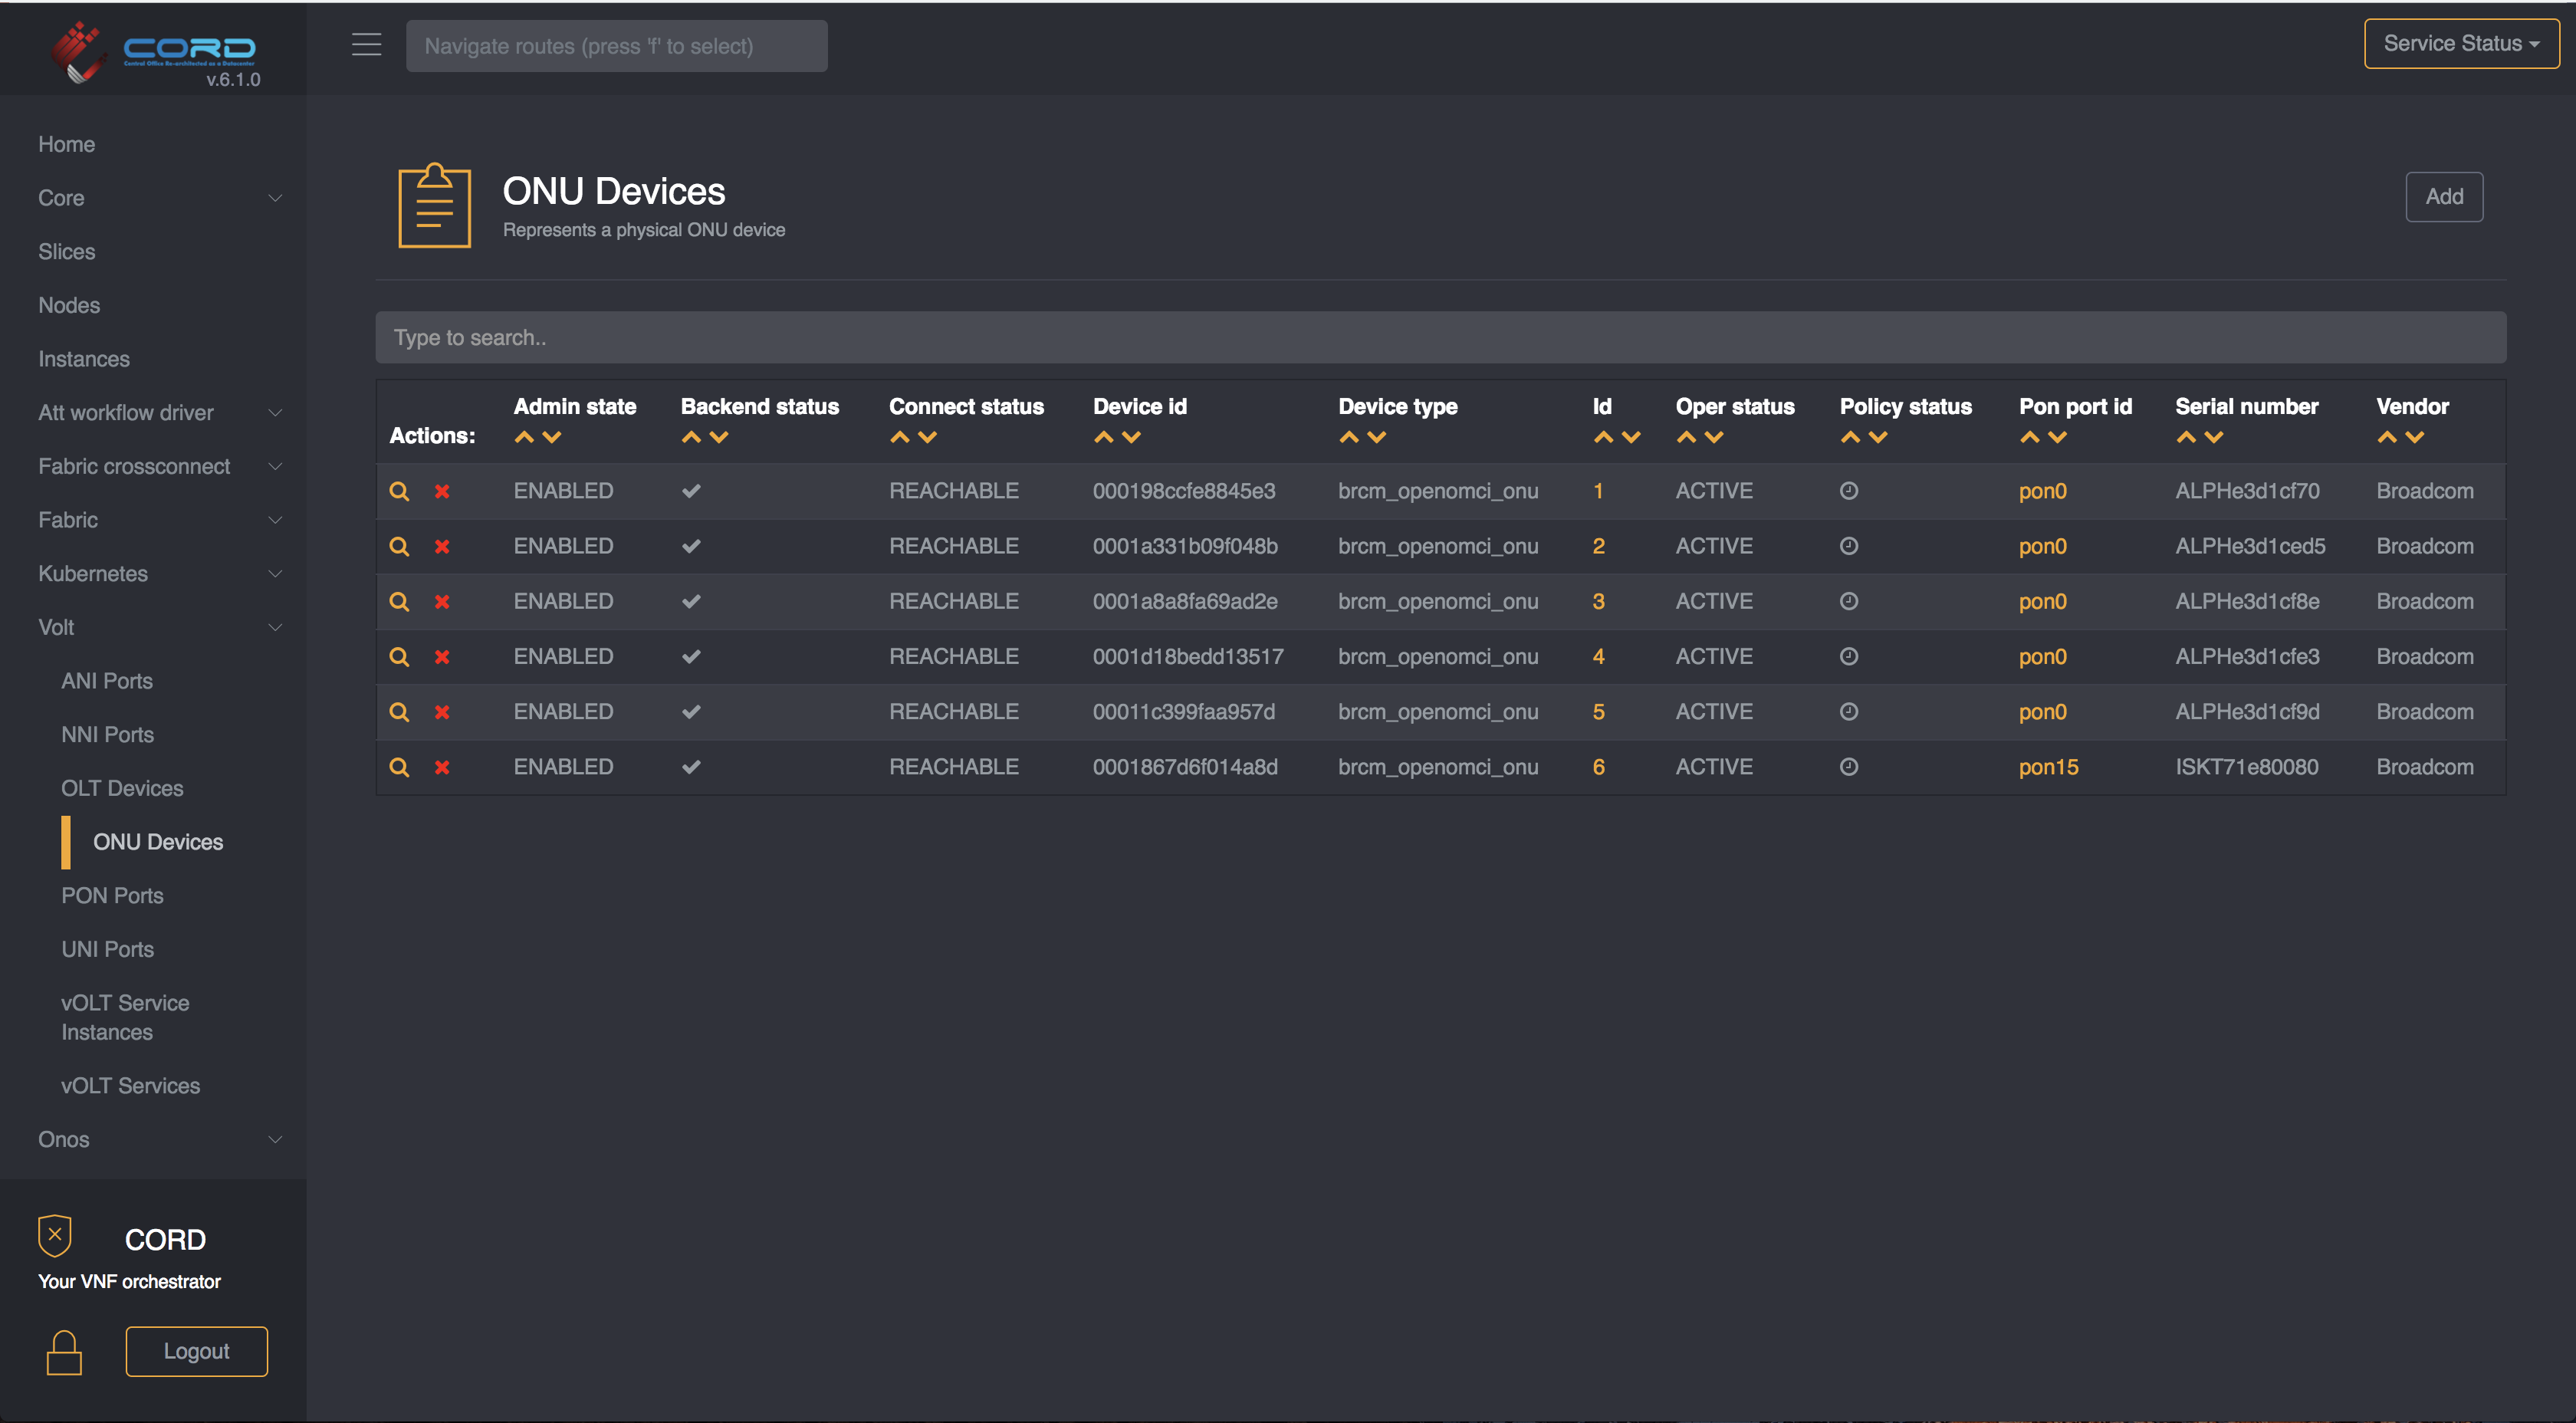 CORD
Central Office Re-architected as a Datacenter
v.6.1.0
Navigate routes (press 'f' to select)
Service Status
Home
Core
Slices
Nodes
Instances
Att workflow driver
Fabric crossconnect
Fabric
Kubernetes
Volt
ANI Ports
NNI Ports
OLT Devices
ONU Devices
PON Ports
UNI Ports
vOLT Service
Instances
vOLT Services
Onos
CORD
Your VNF orchestrator
Logout
ONU Devices
Represents a physical ONU device
Add
Type to search..
Actions: Admin state Backend status Connect status Device id Device type Id Oper status Policy status Pon port id Serial number Vendor
ENABLED REACHABLE 000198ccfe8845e3 brcm_openomci_onu 1 ACTIVE pon0 ALPHe3d1cf70 Broadcom
ENABLED REACHABLE 0001a331b09f048b brcm_openomci_onu 2 ACTIVE pon0 ALPHe3d1ced5 Broadcom
ENABLED REACHABLE 0001a8a8fa69ad2e brcm_openomci_onu 3 ACTIVE pon0 ALPHe3d1cf8e Broadcom
ENABLED REACHABLE 0001d18bedd13517 brcm_openomci_onu 4 ACTIVE pon0 ALPHe3d1cfe3 Broadcom
ENABLED REACHABLE 00011c399faa957d brcm_openomci_onu 5 ACTIVE pon0 ALPHe3d1cf9d Broadcom
ENABLED REACHABLE 0001867d6f014a8d brcm_openomci_onu 6 ACTIVE pon15 ISKT71e80080 Broadcom